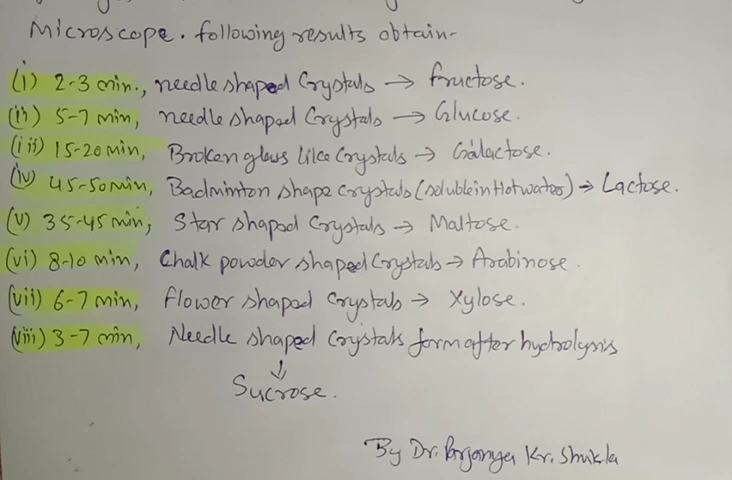 Microscope. following results obtain-
(i) 2-3 min., needle shaped Crystals → fructose.
(ii) 5-7 min, needle shaped Crystals → Glucose.
(iii) 15-20 min, Broken glass like Crystals → Galactose.
(iv) 45-50 min, Badminton shape crystals (soluble in Hot water) → Lactose.
(v) 35-45 min, Star shaped Crystals → Maltose.
(vi) 8-10 min, Chalk powder shaped Crystals → Arabinose.
(vii) 6-7 min, flower shaped Crystals → Xylose.
(viii) 3-7 min, Needle shaped Crystals form after hydrolysis
↓
Sucrose.
By Dr. Kr. Shukla